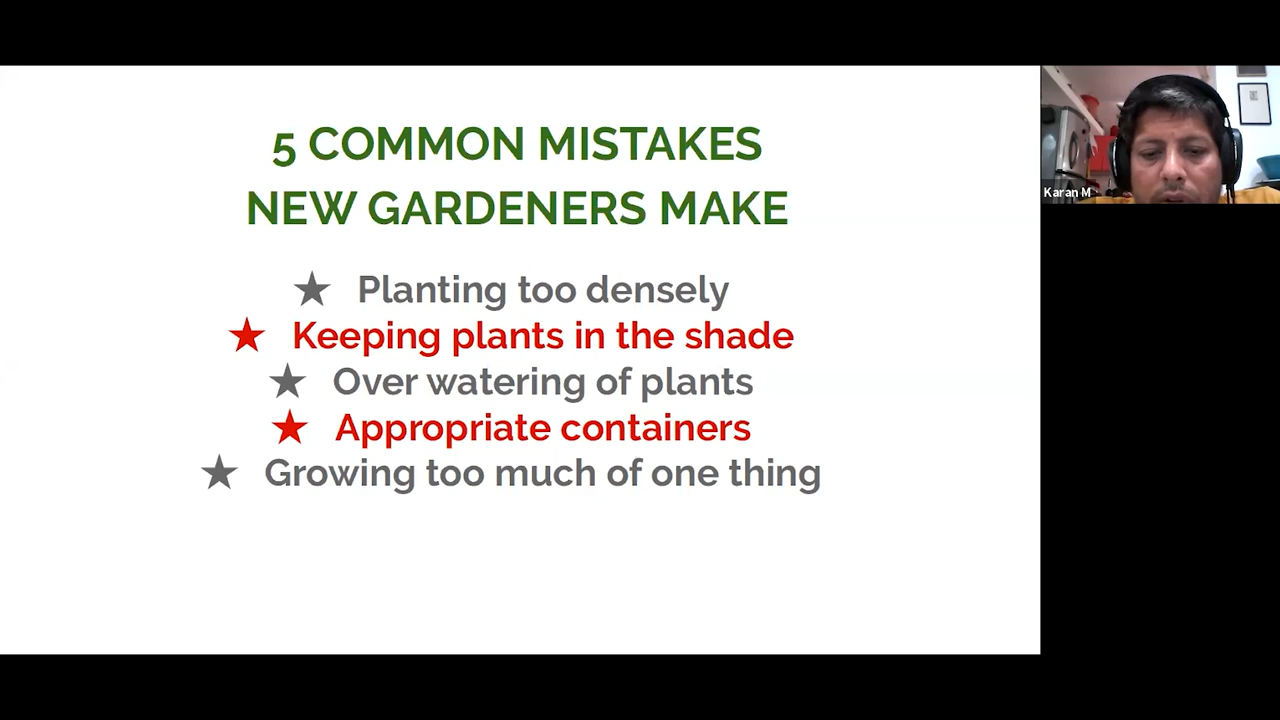 5 COMMON MISTAKES
NEW GARDENERS MAKE
★ Planting too densely
★ Keeping plants in the shade
★ Over watering of plants
★ Appropriate containers
★ Growing too much of one thing
Karan M